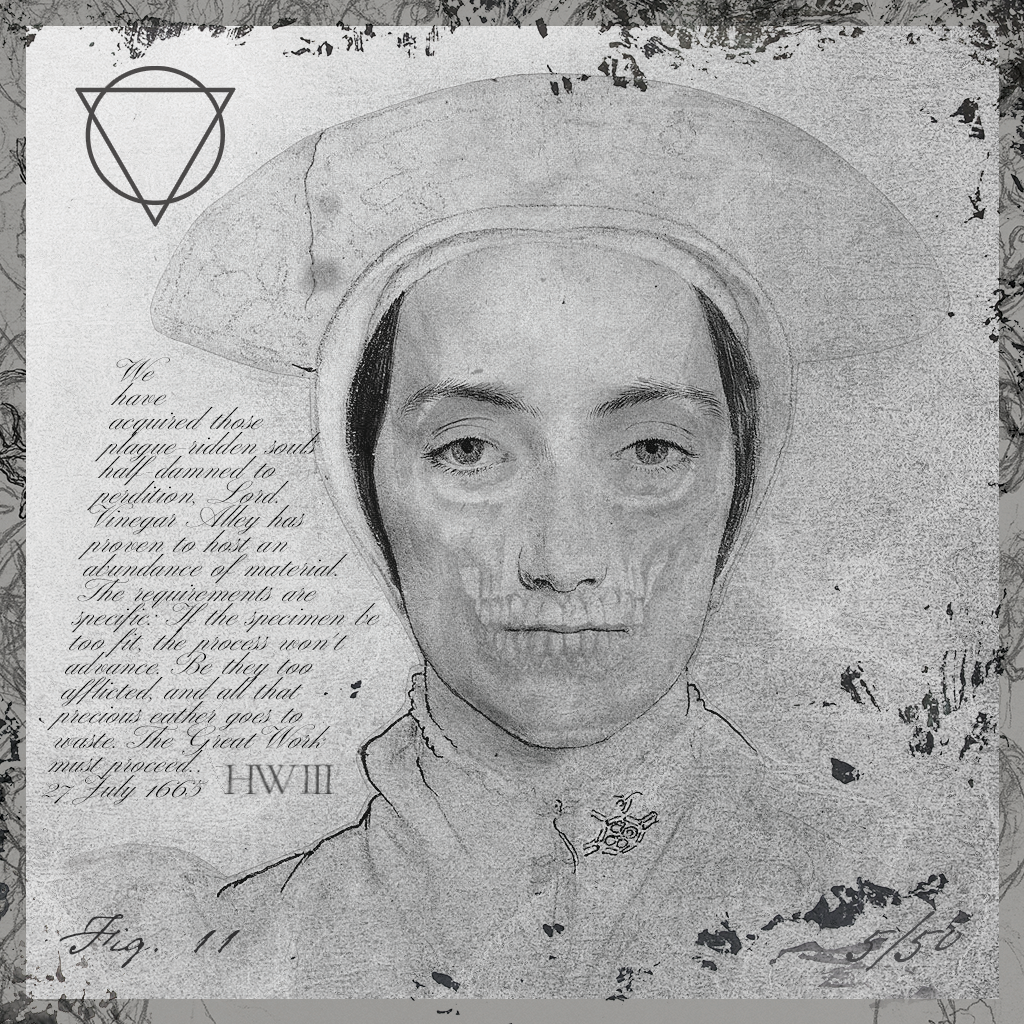 We
have
acquired those
plague-ridden souls
half-damned to
perdition, Lord.
Vinegar Alley has
proven to host an
abundance of material.
The requirements are
specific: If the specimen be
too fit, the process won't
advance. Be they too
afflicted, and all that
precious eather goes to
waste. The Great Work
must proceed..
27 July 1665 HWIII
Fig. 11 5/50